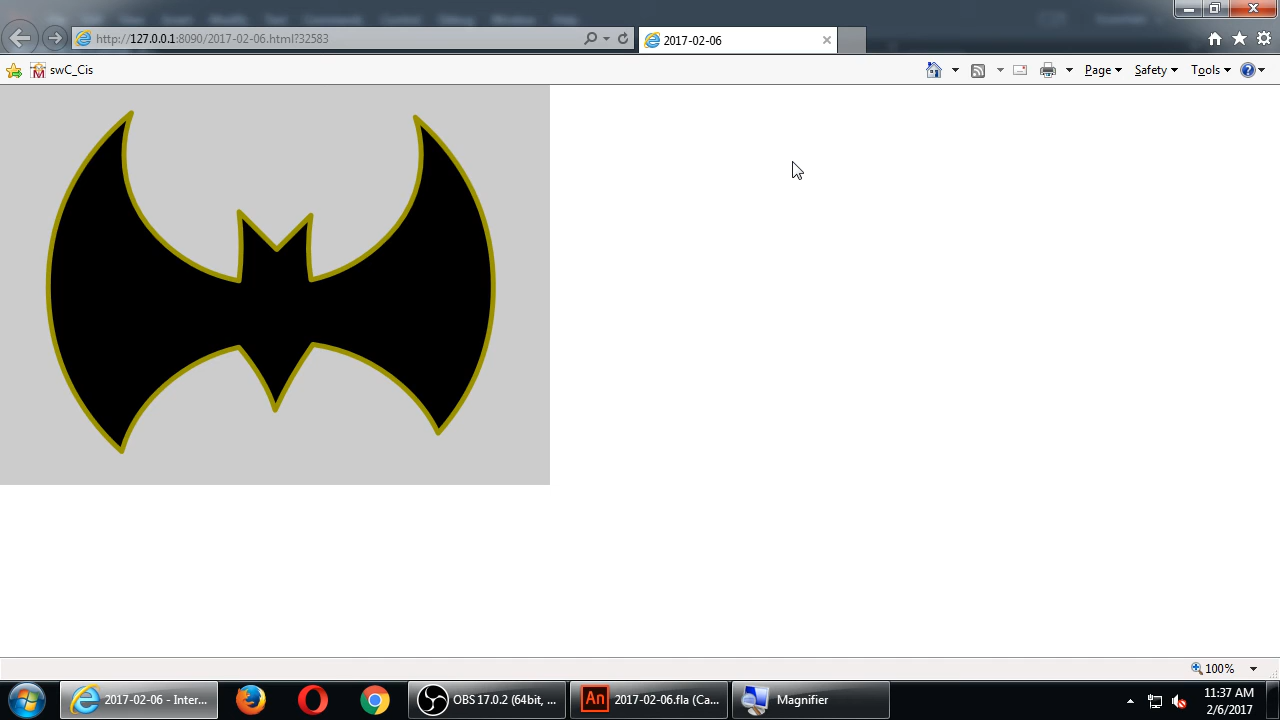 http://127.0.0.1:8090/2017-02-06.html?32583
2017-02-06
swC_Cis
Page
Safety
Tools
100%
2017-02-06 - Inter...
OBS 17.0.2 (64bit, ...
An
2017-02-06.fla (Ca...
Magnifier
11:37 AM
2/6/2017